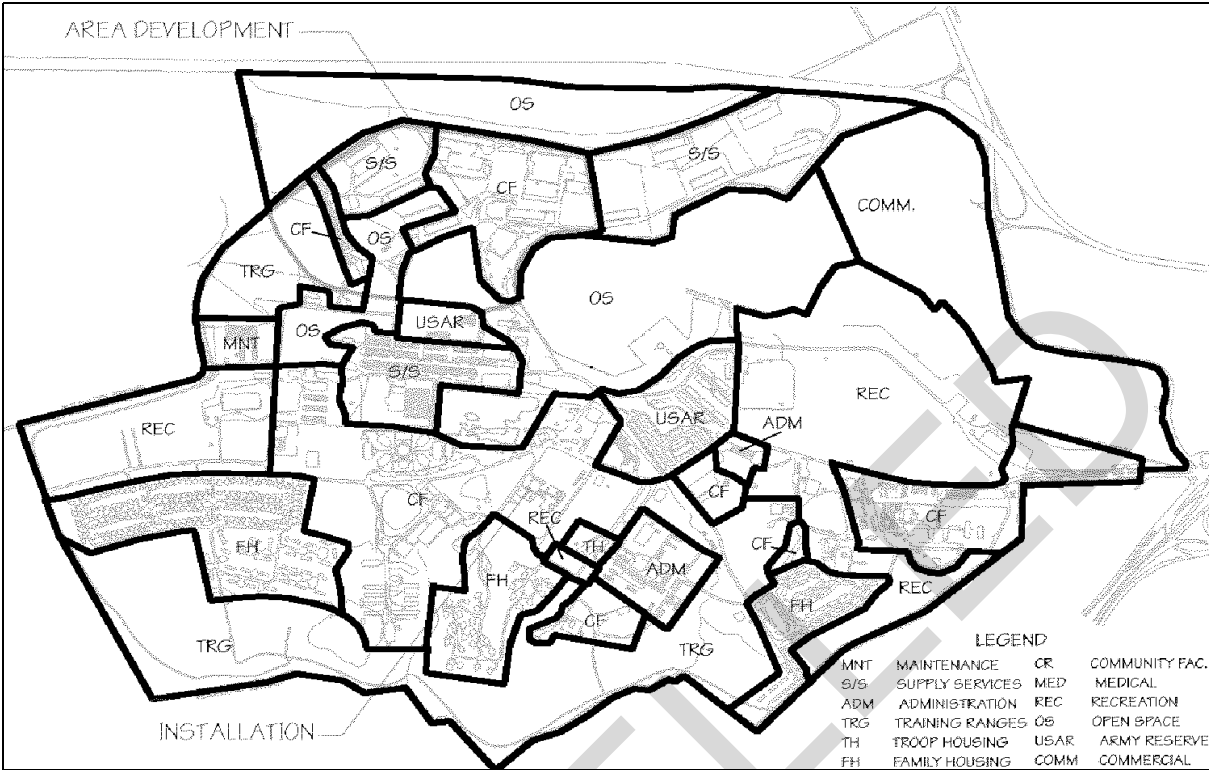 AREA DEVELOPMENT
OS
S/S
S/S
CF
COMM.
CF
OS
TRG
OS
OS
USAR
MNT
S/S
REC
REC
USAR
ADM
CF
CF
CF
REC
TH
ADM
CF
FH
FH
FH
REC
CF
TRG
TRG
INSTALLATION
LEGEND
MNT MAINTENANCE CR COMMUNITY FAC.
S/S SUPPLY SERVICES MED MEDICAL
ADM ADMINISTRATION REC RECREATION
TRG TRAINING RANGES OS OPEN SPACE
TH TROOP HOUSING USAR ARMY RESERVE
FH FAMILY HOUSING COMM COMMERCIAL